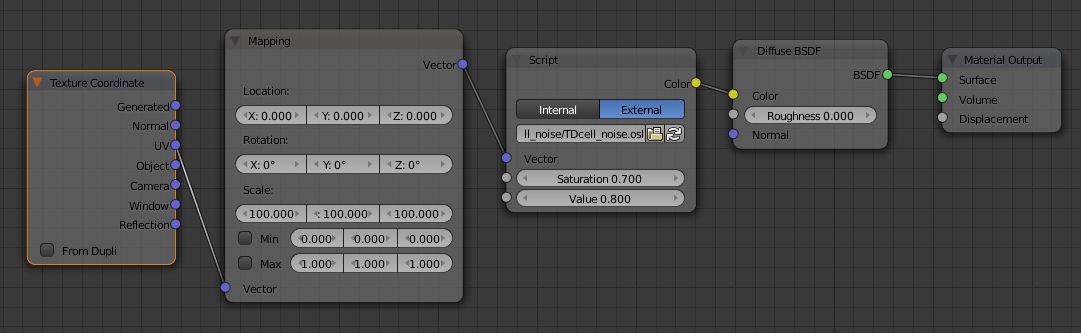 Texture Coordinate
Generated
Normal
UV
Object
Camera
Window
Reflection
From Dupli
Mapping
Vector
Location:
X: 0.000 Y: 0.000 Z: 0.000
Rotation:
X: 0° Y: 0° Z: 0°
Scale:
100.000 100.000 100.000
Min 0.000 0.000 0.000
Max 1.000 1.000 1.000
Vector
Script
Color
Internal External
ll_noise/TDcell_noise.osl
Vector
Saturation 0.700
Value 0.800
Diffuse BSDF
BSDF
Color
Roughness 0.000
Normal
Material Output
Surface
Volume
Displacement